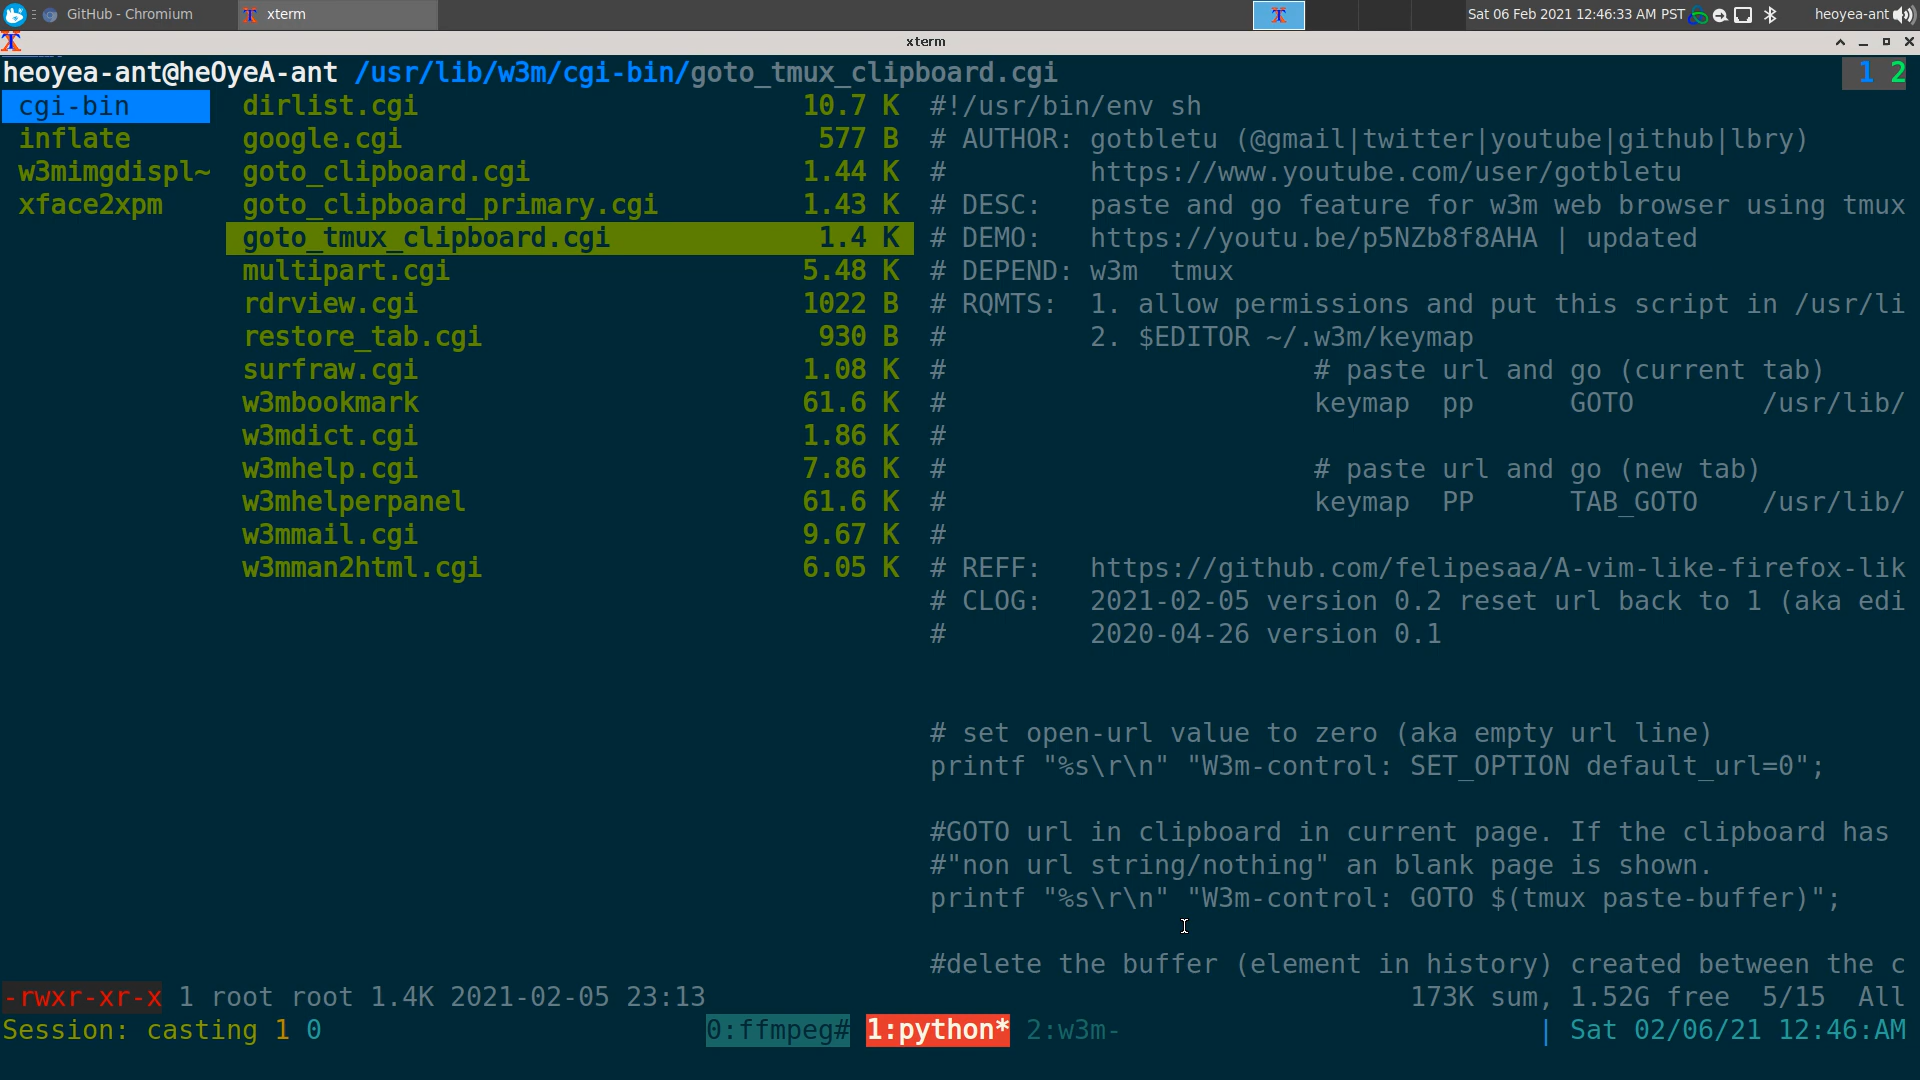 GitHub - Chromium
xterm
Sat 06 Feb 2021 12:46:33 AM PST
heoyea-ant
xterm
heoyea-ant@heOyeA-ant /usr/lib/w3m/cgi-bin/goto_tmux_clipboard.cgi
1 2
cgi-bin
inflate
w3mimgdispl~
xface2xpm
dirlist.cgi 10.7 K
google.cgi 577 B
goto_clipboard.cgi 1.44 K
goto_clipboard_primary.cgi 1.43 K
goto_tmux_clipboard.cgi 1.4 K
multipart.cgi 5.48 K
rdrview.cgi 1022 B
restore_tab.cgi 930 B
surfraw.cgi 1.08 K
w3mbookmark 61.6 K
w3mdict.cgi 1.86 K
w3mhelp.cgi 7.86 K
w3mhelperpanel 61.6 K
w3mmail.cgi 9.67 K
w3mman2html.cgi 6.05 K
#!/usr/bin/env sh
# AUTHOR: gotbletu (@gmail|twitter|youtube|github|lbry)
#         https://www.youtube.com/user/gotbletu
# DESC:   paste and go feature for w3m web browser using tmux
# DEMO:   https://youtu.be/p5NZb8f8AHA | updated
# DEPEND: w3m  tmux
# RQMTS:  1. allow permissions and put this script in /usr/li
#         2. $EDITOR ~/.w3m/keymap
#                       # paste url and go (current tab)
#                       keymap  pp      GOTO        /usr/lib/
#
#                       # paste url and go (new tab)
#                       keymap  PP      TAB_GOTO    /usr/lib/
#
# REFF:   https://github.com/felipesaa/A-vim-like-firefox-lik
# CLOG:   2021-02-05 version 0.2 reset url back to 1 (aka edi
#         2020-04-26 version 0.1
# set open-url value to zero (aka empty url line)
printf "%s\r\n" "W3m-control: SET_OPTION default_url=0";
#GOTO url in clipboard in current page. If the clipboard has
#"non url string/nothing" an blank page is shown.
printf "%s\r\n" "W3m-control: GOTO $(tmux paste-buffer)";
#delete the buffer (element in history) created between the c
-rwxr-xr-x 1 root root 1.4K 2021-02-05 23:13
173K sum, 1.52G free  5/15  All
Session: casting 1 0
0:ffmpeg# 1:python* 2:w3m-
| Sat 02/06/21 12:46:AM